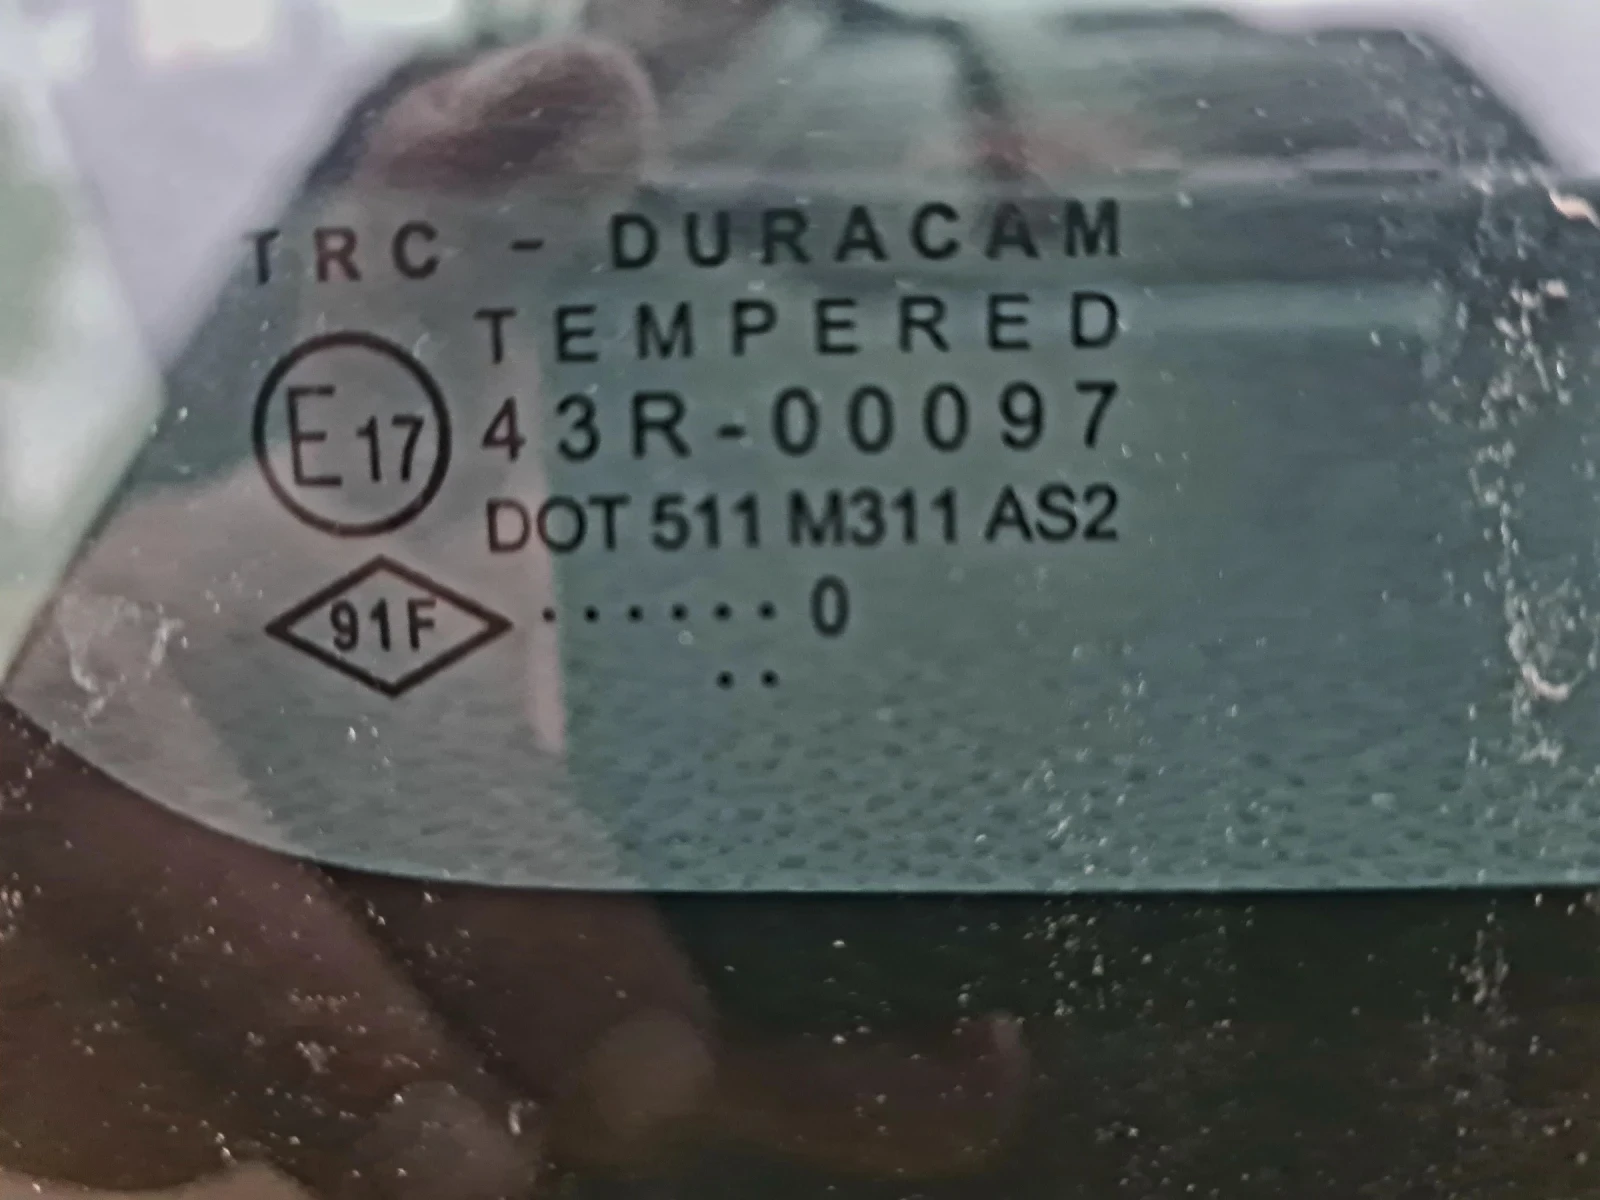 TRC - DURACAM
TEMPERED
E17 43R-00097
DOT 511 M311 AS2
91F ......0
..